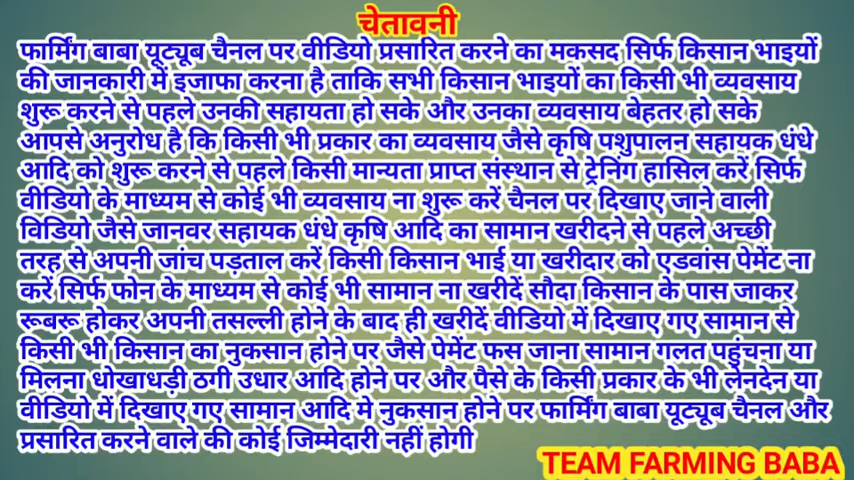 चेतावनी
फार्मिंग बाबा यूट्यूब चैनल पर वीडियो प्रसारित करने का मकसद सिर्फ किसान भाइयों
की जानकारी में इजाफा करना है ताकि सभी किसान भाइयों का किसी भी व्यवसाय
शुरू करने से पहले उनकी सहायता हो सके और उनका व्यवसाय बेहतर हो सके
आपसे अनुरोध है कि किसी भी प्रकार का व्यवसाय जैसे कृषि पशुपालन सहायक धंधे
आदि को शुरू करने से पहले किसी मान्यता प्राप्त संस्थान से ट्रेनिंग हासिल करें सिर्फ
वीडियो के माध्यम से कोई भी व्यवसाय ना शुरू करें चैनल पर दिखाए जाने वाली
विडियो जैसे जानवर सहायक धंधे कृषि आदि का सामान खरीदने से पहले अच्छी
तरह से अपनी जांच पड़ताल करें किसी किसान भाई या खरीदार को एडवांस पेमेंट ना
करें सिर्फ फोन के माध्यम से कोई भी सामान ना खरीदें सौदा किसान के पास जाकर
रूबरू होकर अपनी तसल्ली होने के बाद ही खरीदें वीडियो में दिखाए गए सामान से
किसी भी किसान का नुकसान होने पर जैसे पेमेंट फस जाना सामान गलत पहुंचना या
मिलना धोखाधड़ी ठगी उधार आदि होने पर और पैसे के किसी प्रकार के भी लेनदेन या
वीडियो में दिखाए गए सामान आदि मे नुकसान होने पर फार्मिंग बाबा यूट्यूब चैनल और
प्रसारित करने वाले की कोई जिम्मेदारी नहीं होगी
TEAM FARMING BABA